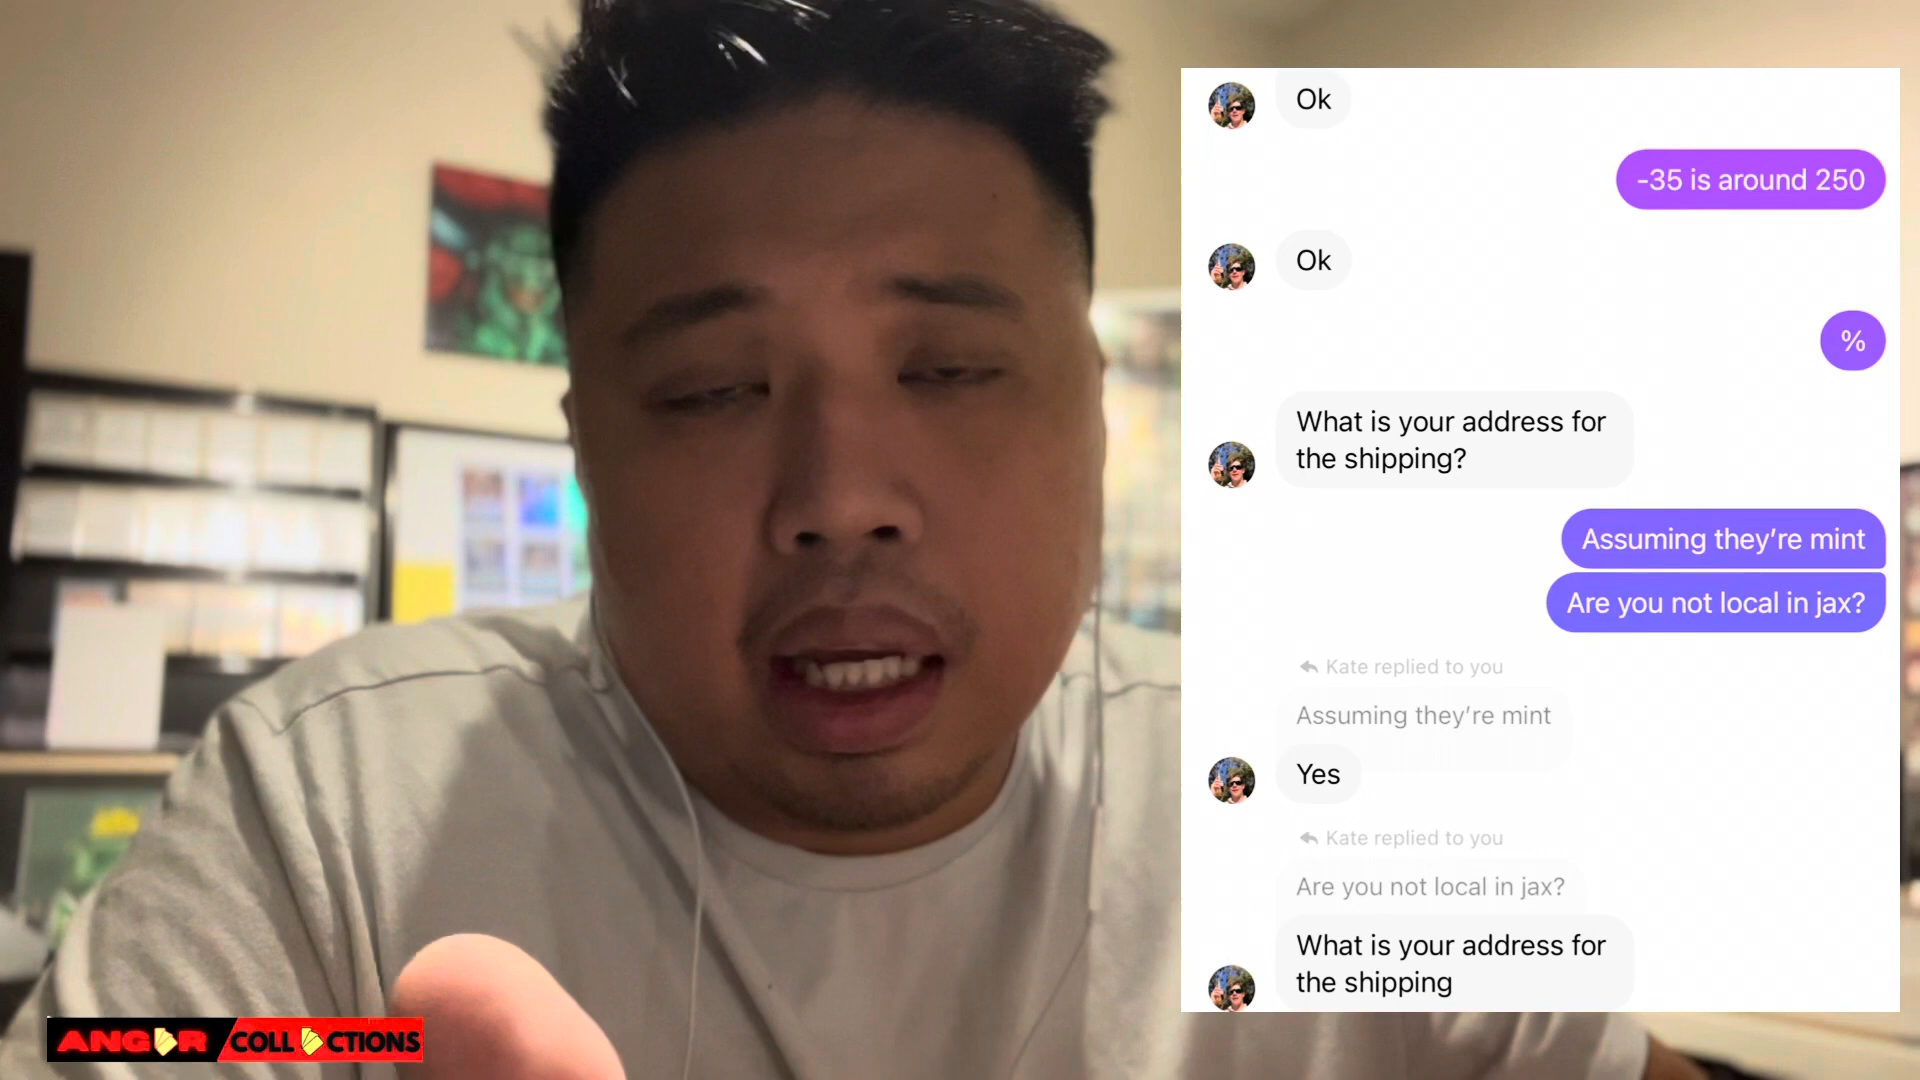 Ok
-35 is around 250
Ok
%
What is your address for
the shipping?
Assuming they're mint
Are you not local in jax?
Kate replied to you
Assuming they're mint
Yes
Kate replied to you
Are you not local in jax?
What is your address for
the shipping
ANGOR COLLECTIONS